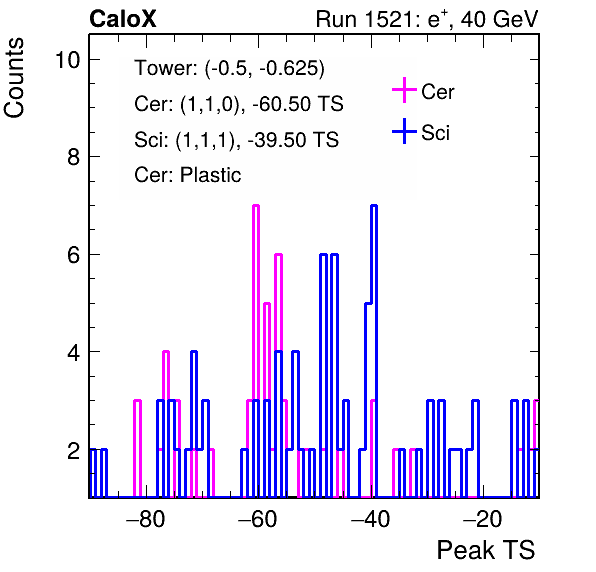 CaloX Run 1521: e⁺, 40 GeV
Counts
Tower: (-0.5, -0.625)
Cer: (1,1,0), -60.50 TS
Sci: (1,1,1), -39.50 TS
Cer: Plastic
Cer
Sci
10
8
6
4
2
−80 −60 −40 −20
Peak TS